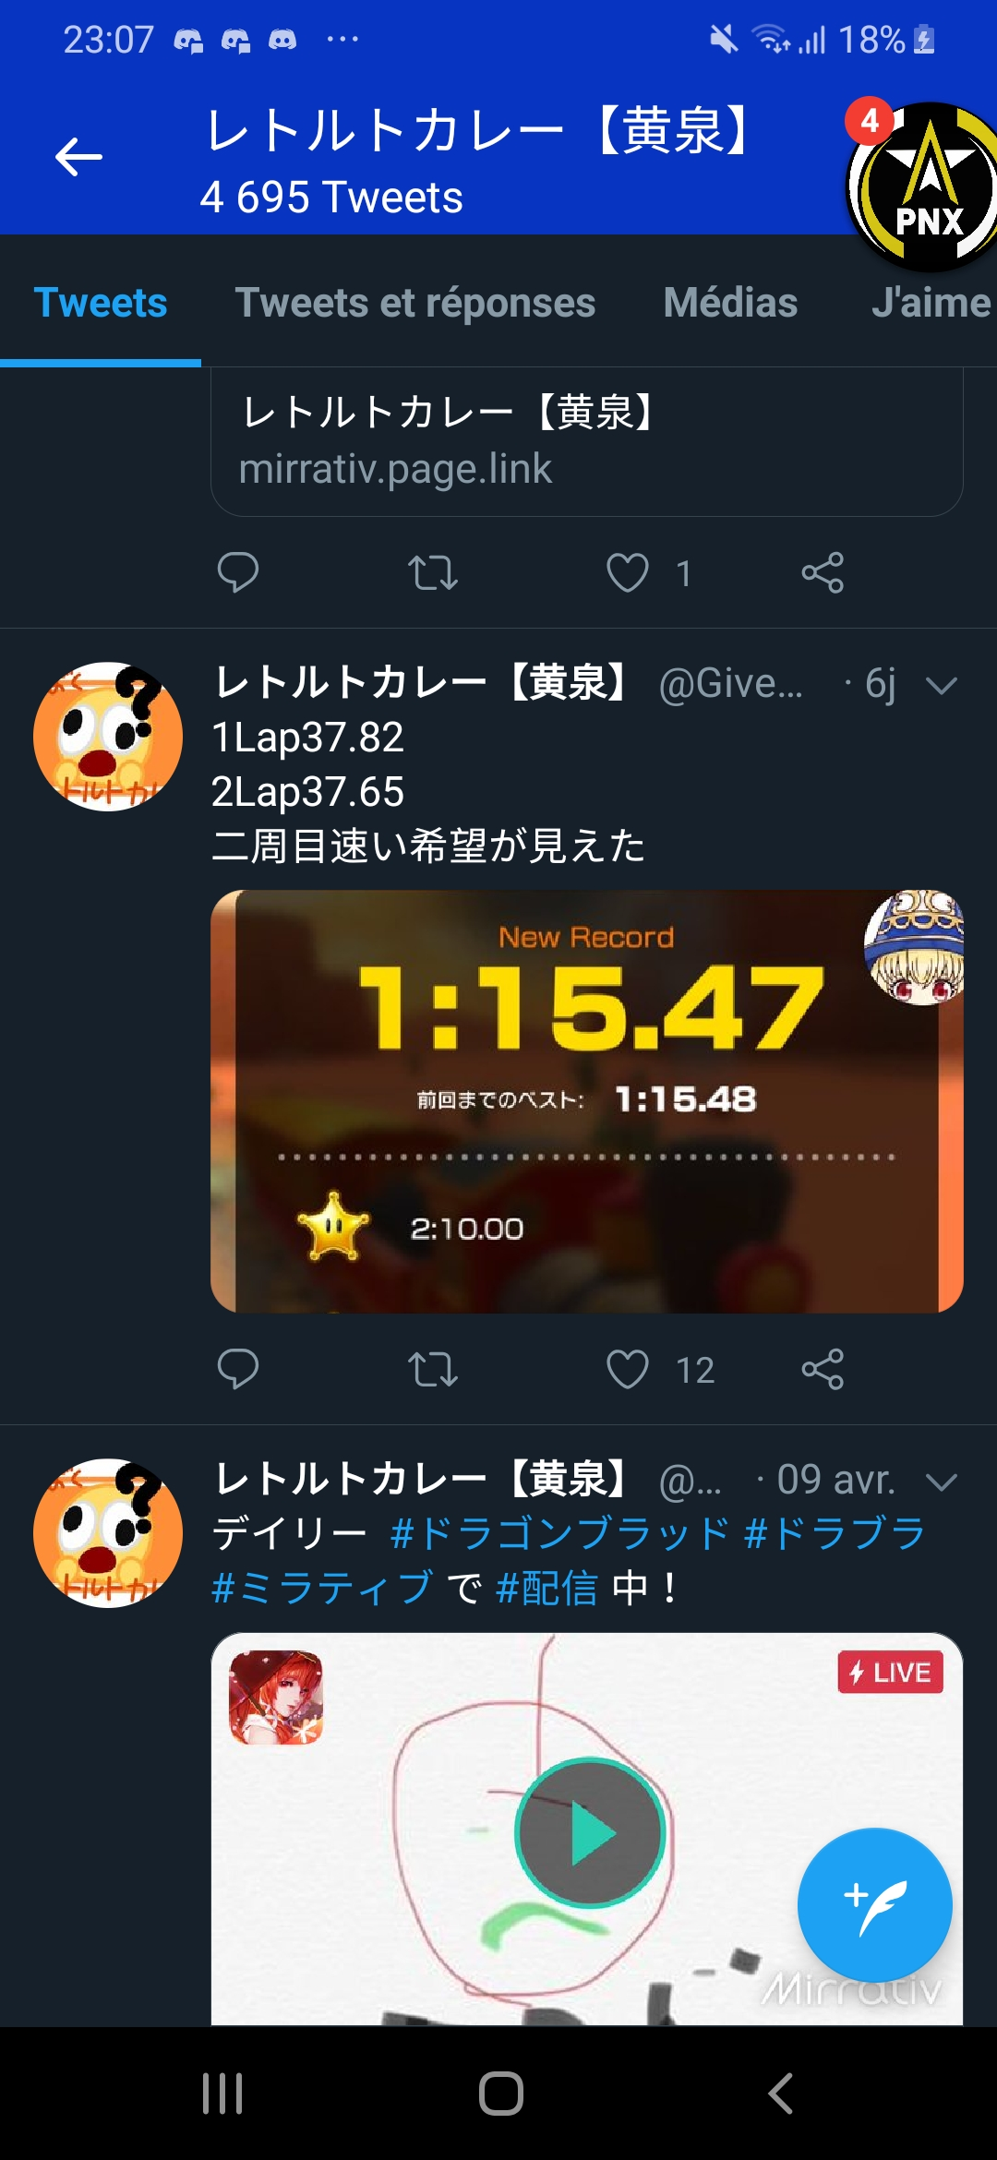 23:07
18%
レトルトカレー【黄泉】
4 695 Tweets
4
PNX
Tweets
Tweets et réponses
Médias
J'aime
レトルトカレー【黄泉】
mirrativ.page.link
1
レトルトカレー【黄泉】 @Give... · 6j
1Lap37.82
2Lap37.65
二周目速い希望が見えた
New Record
1:15.47
前回までのベスト: 1:15.48
2:10.00
12
レトルトカレー【黄泉】 @... · 09 avr.
デイリー #ドラゴンブラッド #ドラブラ
#ミラティブ で #配信 中！
LIVE
Mirrativ